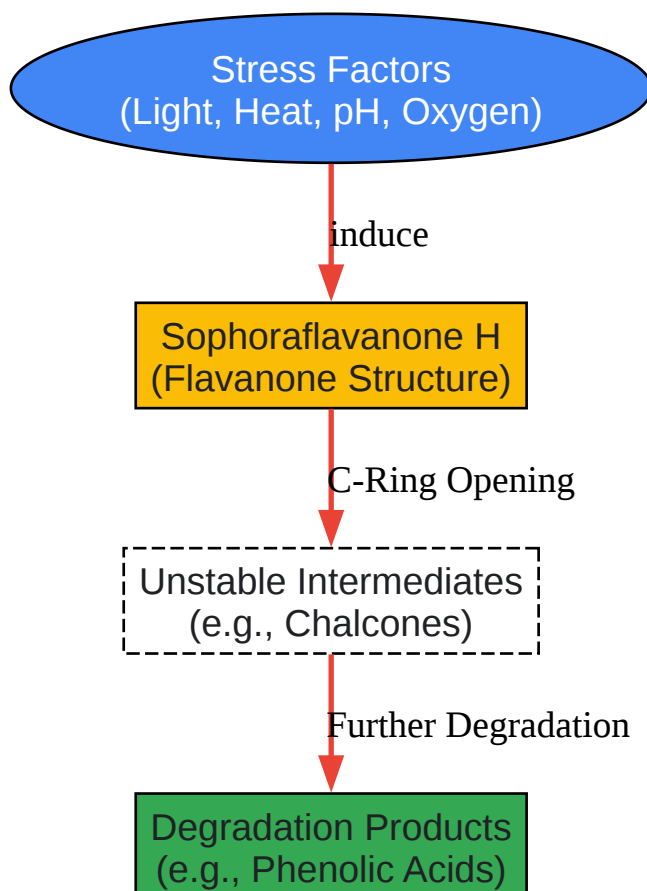 Stress Factors
(Light, Heat, pH, Oxygen)
induce
Sophoraflavanone H
(Flavanone Structure)
C-Ring Opening
Unstable Intermediates
(e.g., Chalcones)
Further Degradation
Degradation Products
(e.g., Phenolic Acids)